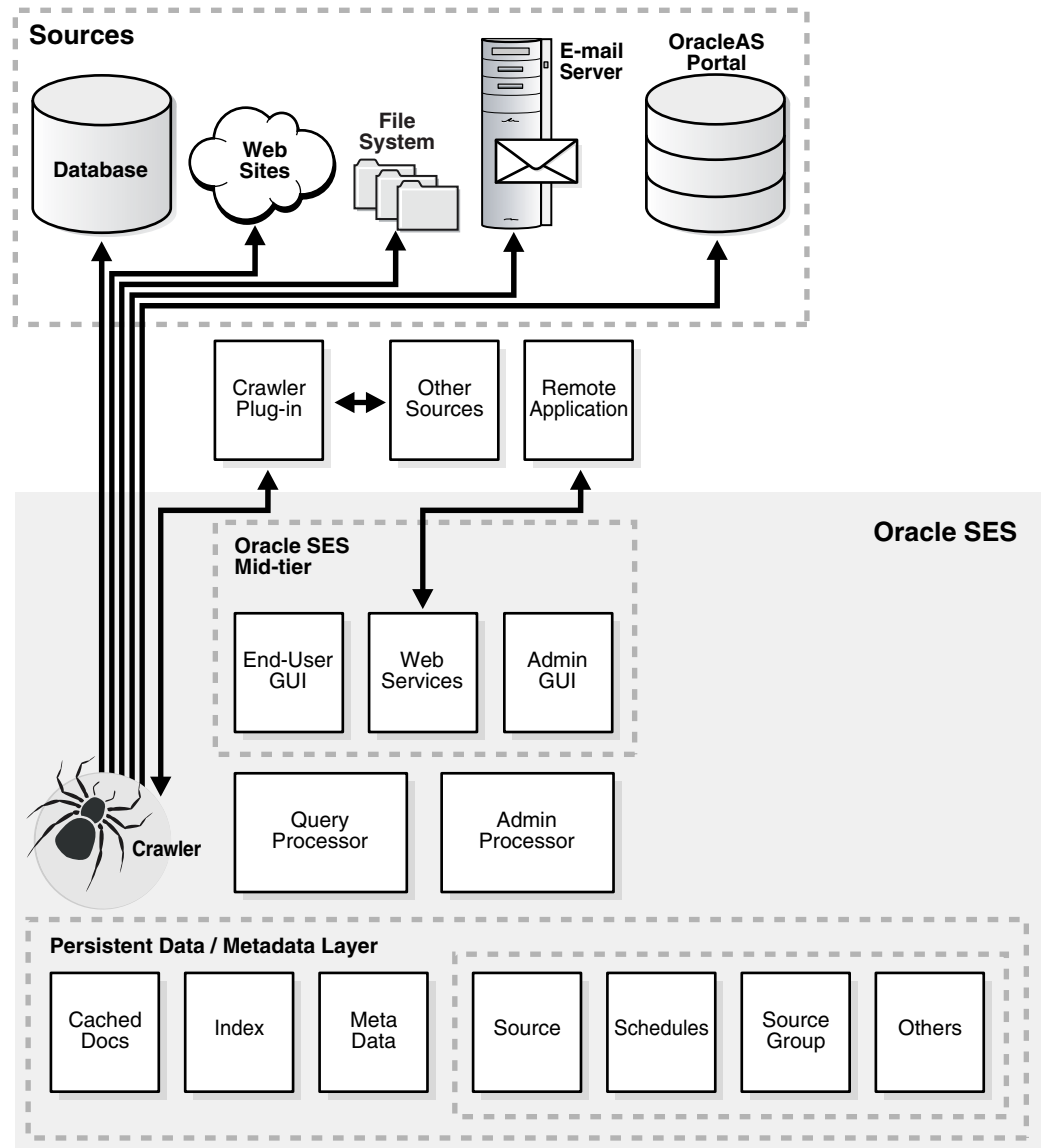 Sources
Database
Web
Sites
File
System
E-mail
Server
OracleAS
Portal
Crawler
Plug-in
Other
Sources
Remote
Application
Oracle SES
Oracle SES
Mid-tier
End-User
GUI
Web
Services
Admin
GUI
Crawler
Query
Processor
Admin
Processor
Persistent Data / Metadata Layer
Cached
Docs
Index
Meta
Data
Source
Schedules
Source
Group
Others